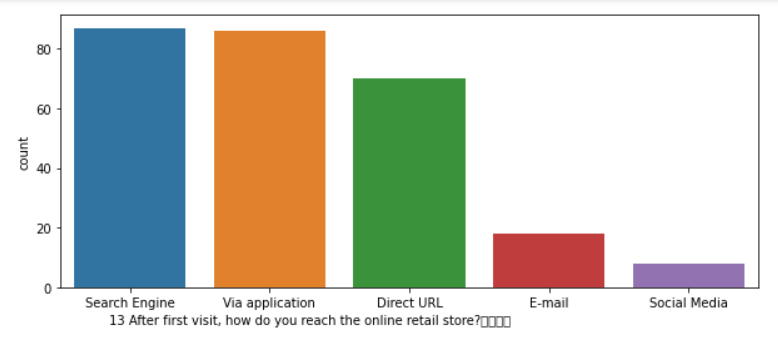 80
60
40
20
0
count
Search Engine Via application Direct URL E-mail Social Media
13 After first visit, how do you reach the online retail store?▯▯▯▯